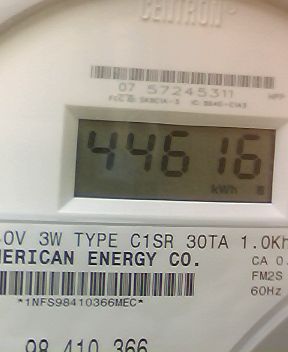 CENTRON
07 57245311
44616
kWh
0V 3W TYPE C1SR 30TA 1.0Kh
ERICAN ENERGY CO.
CA 0.
FM2S
60Hz
*1NFS98410366MEC*
98 410 366